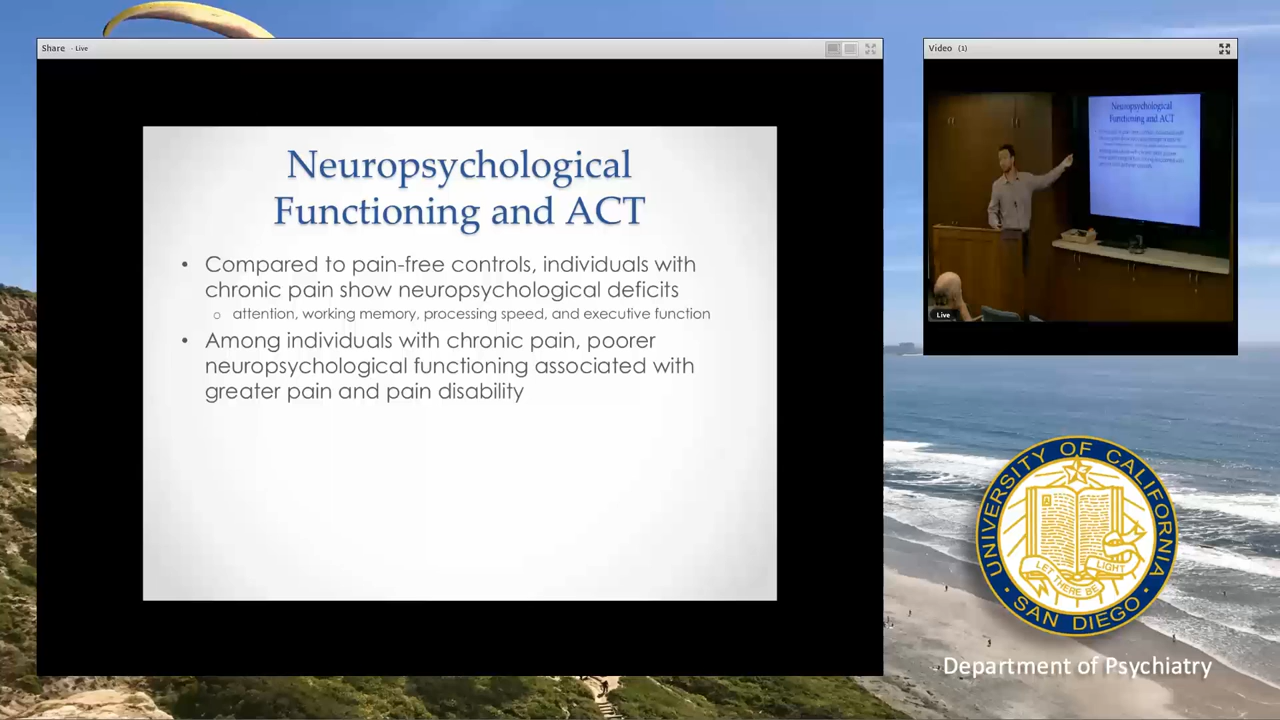 Share - Live
Video (1)
Neuropsychological
Functioning and ACT
• Compared to pain-free controls, individuals with
chronic pain show neuropsychological deficits
o attention, working memory, processing speed, and executive function
• Among individuals with chronic pain, poorer
neuropsychological functioning associated with
greater pain and pain disability
Neuropsychological
Functioning and ACT
Live
UNIVERSITY OF CALIFORNIA
SAN DIEGO
A
LET THERE BE
LIGHT
Department of Psychiatry